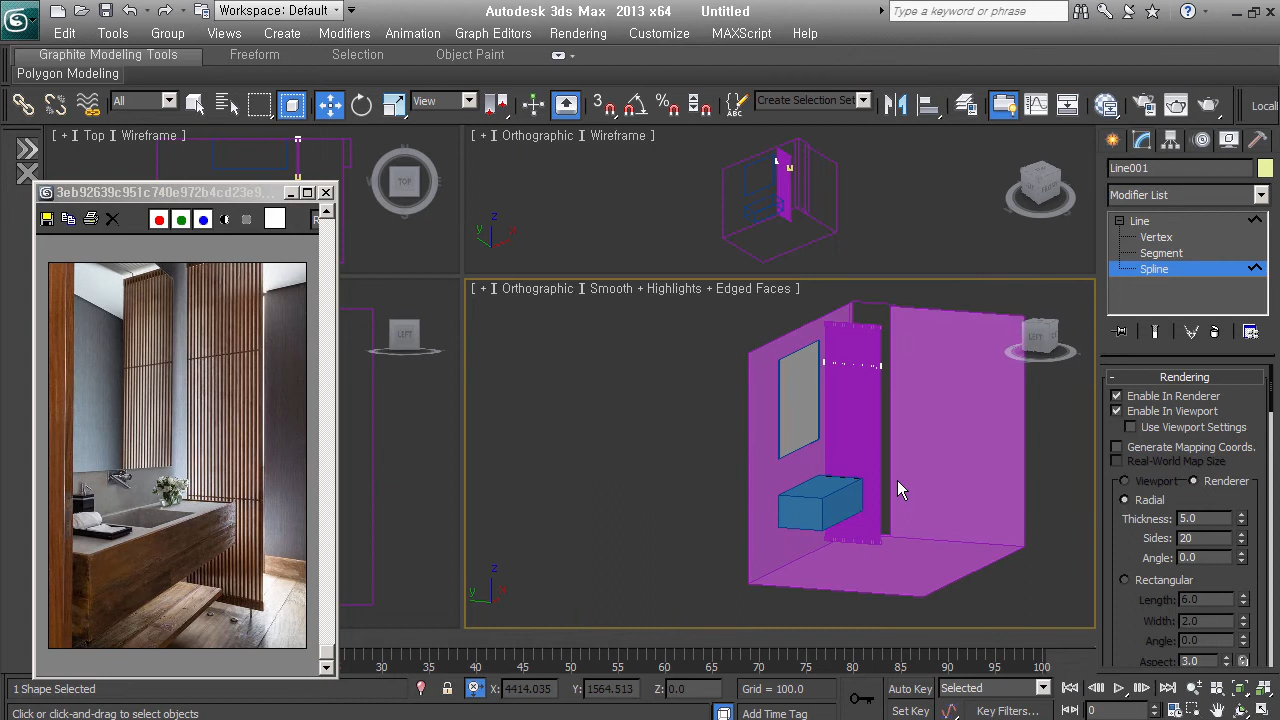 Workspace: Default
Autodesk 3ds Max 2013 x64 Untitled
Type a keyword or phrase
Edit Tools Group Views Create Modifiers Animation Graph Editors Rendering Customize MAXScript Help
Graphite Modeling Tools Freeform Selection Object Paint
Polygon Modeling
All View Create Selection Set Local
[ + ] [ Top ] [ Wireframe ]
TOP
[ + ] [ Orthographic ] [ Wireframe ]
3eb92639c951c740e972b4cd23e9...
Line001
Modifier List
Line
Vertex
Segment
Spline
z
y
x
LEFT
[ + ] [ Orthographic ] [ Smooth + Highlights + Edged Faces ]
LEFT
z
y
x
Rendering
Enable In Renderer
Enable In Viewport
Use Viewport Settings
Generate Mapping Coords.
Real-World Map Size
Viewport Renderer
Radial
Thickness: 5.0
Sides: 20
Angle: 0.0
Rectangular
Length: 6.0
Width: 2.0
Angle: 0.0
Aspect: 3.0
30 35 40 45 50 55 60 65 70 75 80 85 90 95 100
1 Shape Selected X: 4414.035 Y: 1564.513 Z: 0.0 Grid = 100.0 Auto Key Selected
Click or click-and-drag to select objects Add Time Tag Set Key Key Filters... 0